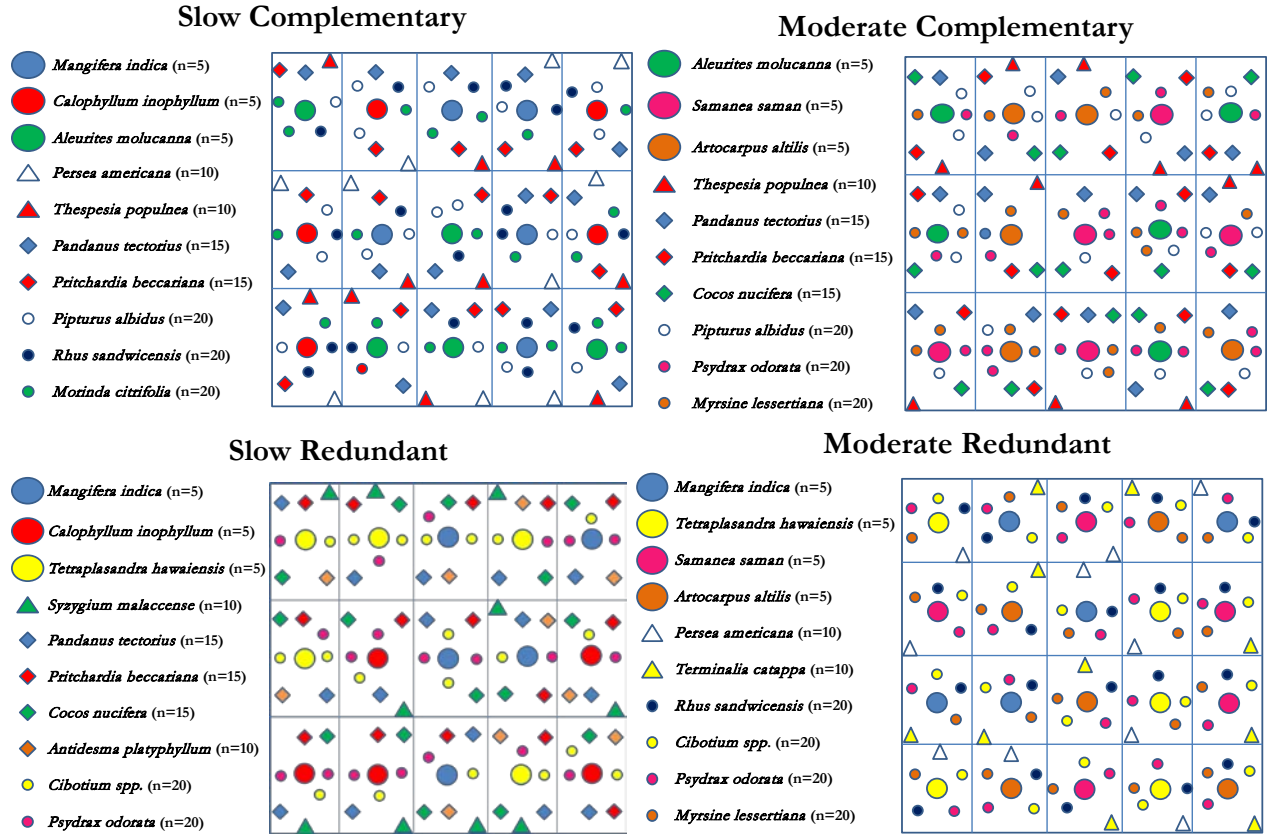 Slow Complementary
Mangifera indica (n=5)
Calophyllum inophyllum (n=5)
Aleurites molucanna (n=5)
Persea americana (n=10)
Thespesia populnea (n=10)
Pandanus tectorius (n=15)
Pritchardia beccariana (n=15)
Pipturus albidus (n=20)
Rhus sandwicensis (n=20)
Morinda citrifolia (n=20)
Moderate Complementary
Aleurites molucanna (n=5)
Samanea saman (n=5)
Artocarpus altilis (n=5)
Thespesia populnea (n=10)
Pandanus tectorius (n=15)
Pritchardia beccariana (n=15)
Cocos nucifera (n=15)
Pipturus albidus (n=20)
Psydrax odorata (n=20)
Myrsine lessertiana (n=20)
Slow Redundant
Mangifera indica (n=5)
Calophyllum inophyllum (n=5)
Tetraplasandra hawaiensis (n=5)
Syzygium malaccense (n=10)
Pandanus tectorius (n=15)
Pritchardia beccariana (n=15)
Cocos nucifera (n=15)
Antidesma platyphyllum (n=10)
Cibotium spp. (n=20)
Psydrax odorata (n=20)
Moderate Redundant
Mangifera indica (n=5)
Tetraplasandra hawaiensis (n=5)
Samanea saman (n=5)
Artocarpus altilis (n=5)
Persea americana (n=10)
Terminalia catappa (n=10)
Rhus sandwicensis (n=20)
Cibotium spp. (n=20)
Psydrax odorata (n=20)
Myrsine lessertiana (n=20)